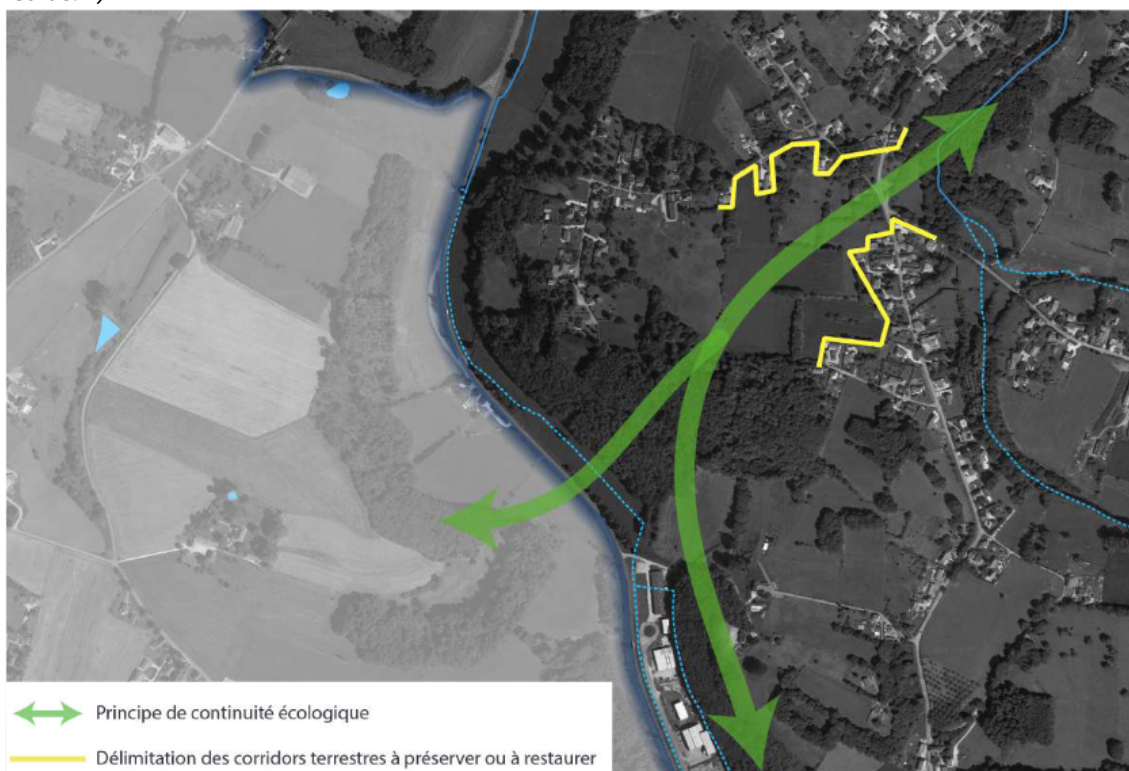 Principe de continuité écologique
Délimitation des corridors terrestres à préserver ou à restaurer